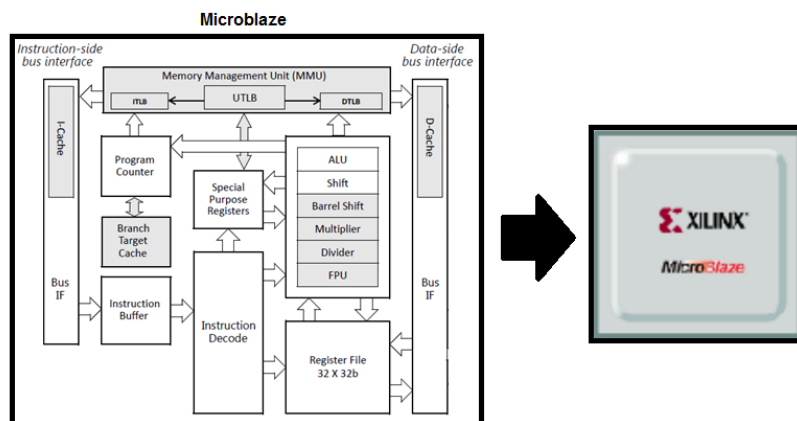 Microblaze
Instruction-side
bus interface
Data-side
bus interface
Memory Management Unit (MMU)
ITLB
UTLB
DTLB
I-Cache
D-Cache
Program
Counter
Special
Purpose
Registers
ALU
Shift
Barrel Shift
Multiplier
Divider
FPU
Branch
Target
Cache
Bus
IF
Instruction
Buffer
Instruction
Decode
Register File
32 X 32b
Bus
IF
XILINX®
MicroBlaze